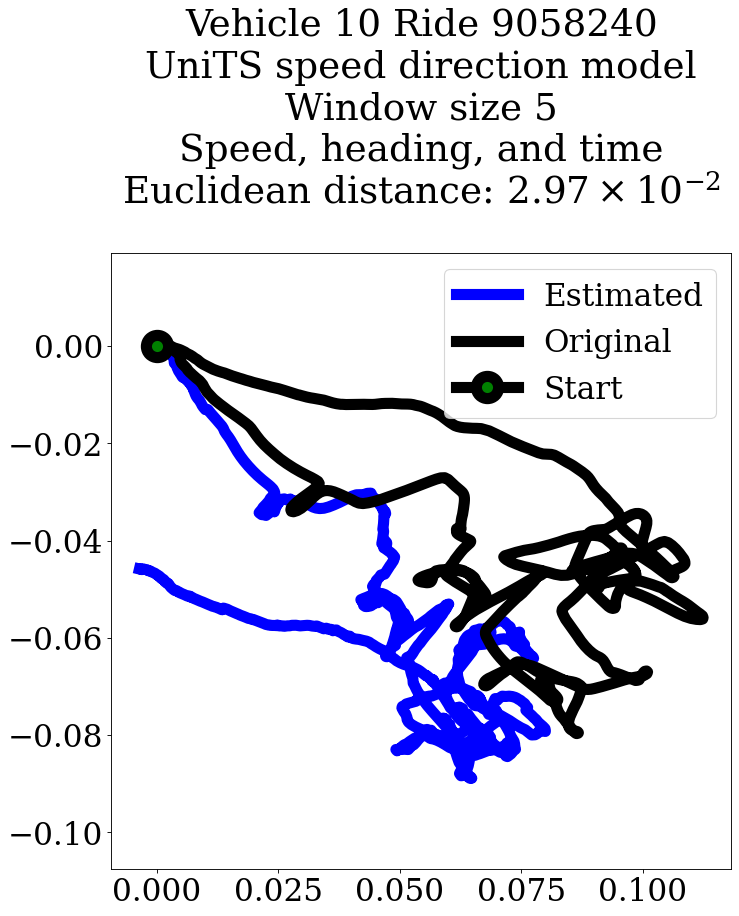 Vehicle 10 Ride 9058240
UniTS speed direction model
Window size 5
Speed, heading, and time
Euclidean distance: 2.97 × 10⁻²
Estimated
Original
Start
0.00
−0.02
−0.04
−0.06
−0.08
−0.10
0.000 0.025 0.050 0.075 0.100